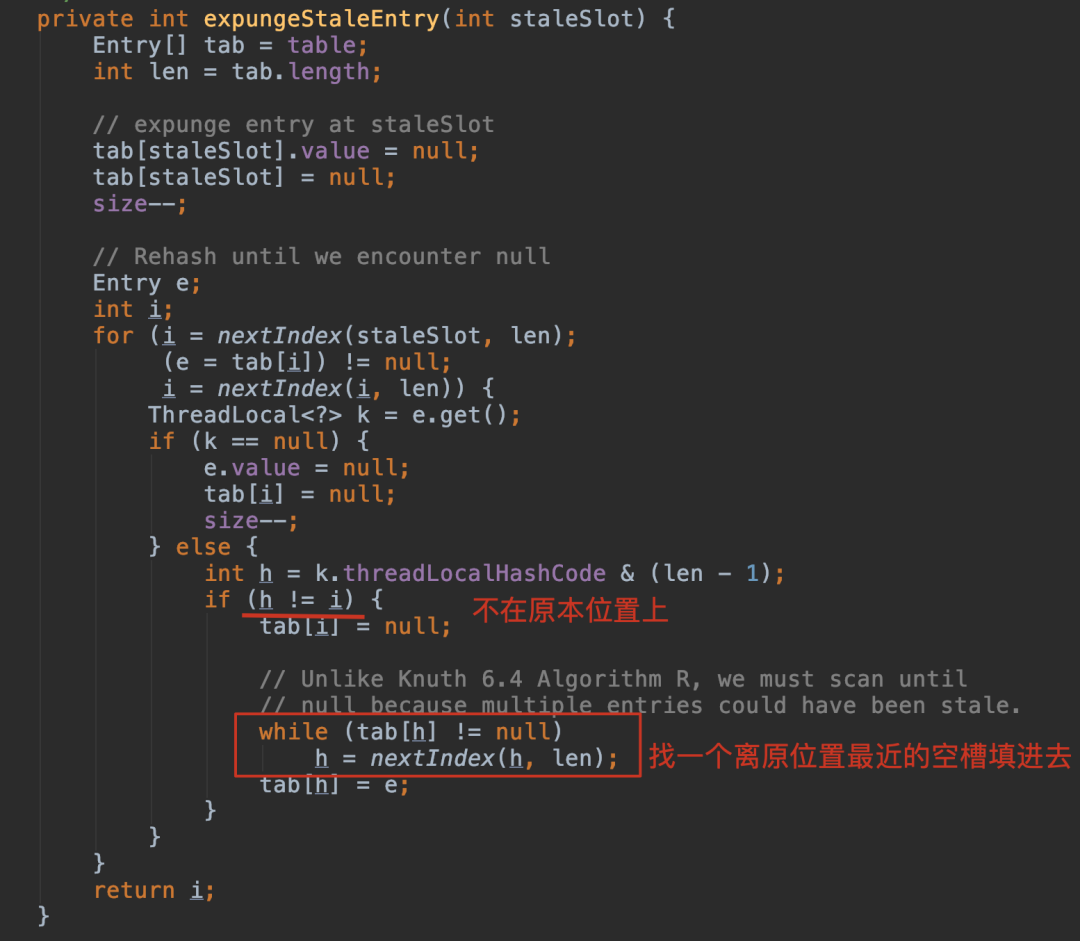 private int expungeStaleEntry(int staleSlot) {
    Entry[] tab = table;
    int len = tab.length;

    // expunge entry at staleSlot
    tab[staleSlot].value = null;
    tab[staleSlot] = null;
    size--;

    // Rehash until we encounter null
    Entry e;
    int i;
    for (i = nextIndex(staleSlot, len);
         (e = tab[i]) != null;
         i = nextIndex(i, len)) {
        ThreadLocal<?> k = e.get();
        if (k == null) {
            e.value = null;
            tab[i] = null;
            size--;
        } else {
            int h = k.threadLocalHashCode & (len - 1);
            if (h != i) { 不在原本位置上
                tab[i] = null;

                // Unlike Knuth 6.4 Algorithm R, we must scan until
                // null because multiple entries could have been stale.
                while (tab[h] != null)
                    h = nextIndex(h, len); 找一个离原位置最近的空槽填进去
                tab[h] = e;
            }
        }
    }
    return i;
}